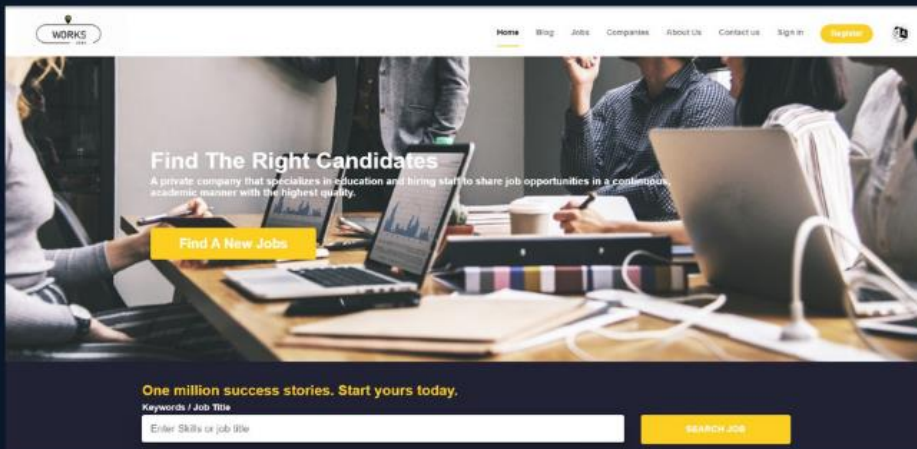 WORKS
JOBS
Home Blog Jobs Companies About Us Contact us Sign in Register
Find The Right Candidates
A private company that specializes in education and hiring staff to share job opportunities in a continuous,
academic manner with the highest quality.
Find A New Jobs
One million success stories. Start yours today.
Keywords / Job Title
Enter Skills or job title
SEARCH JOB